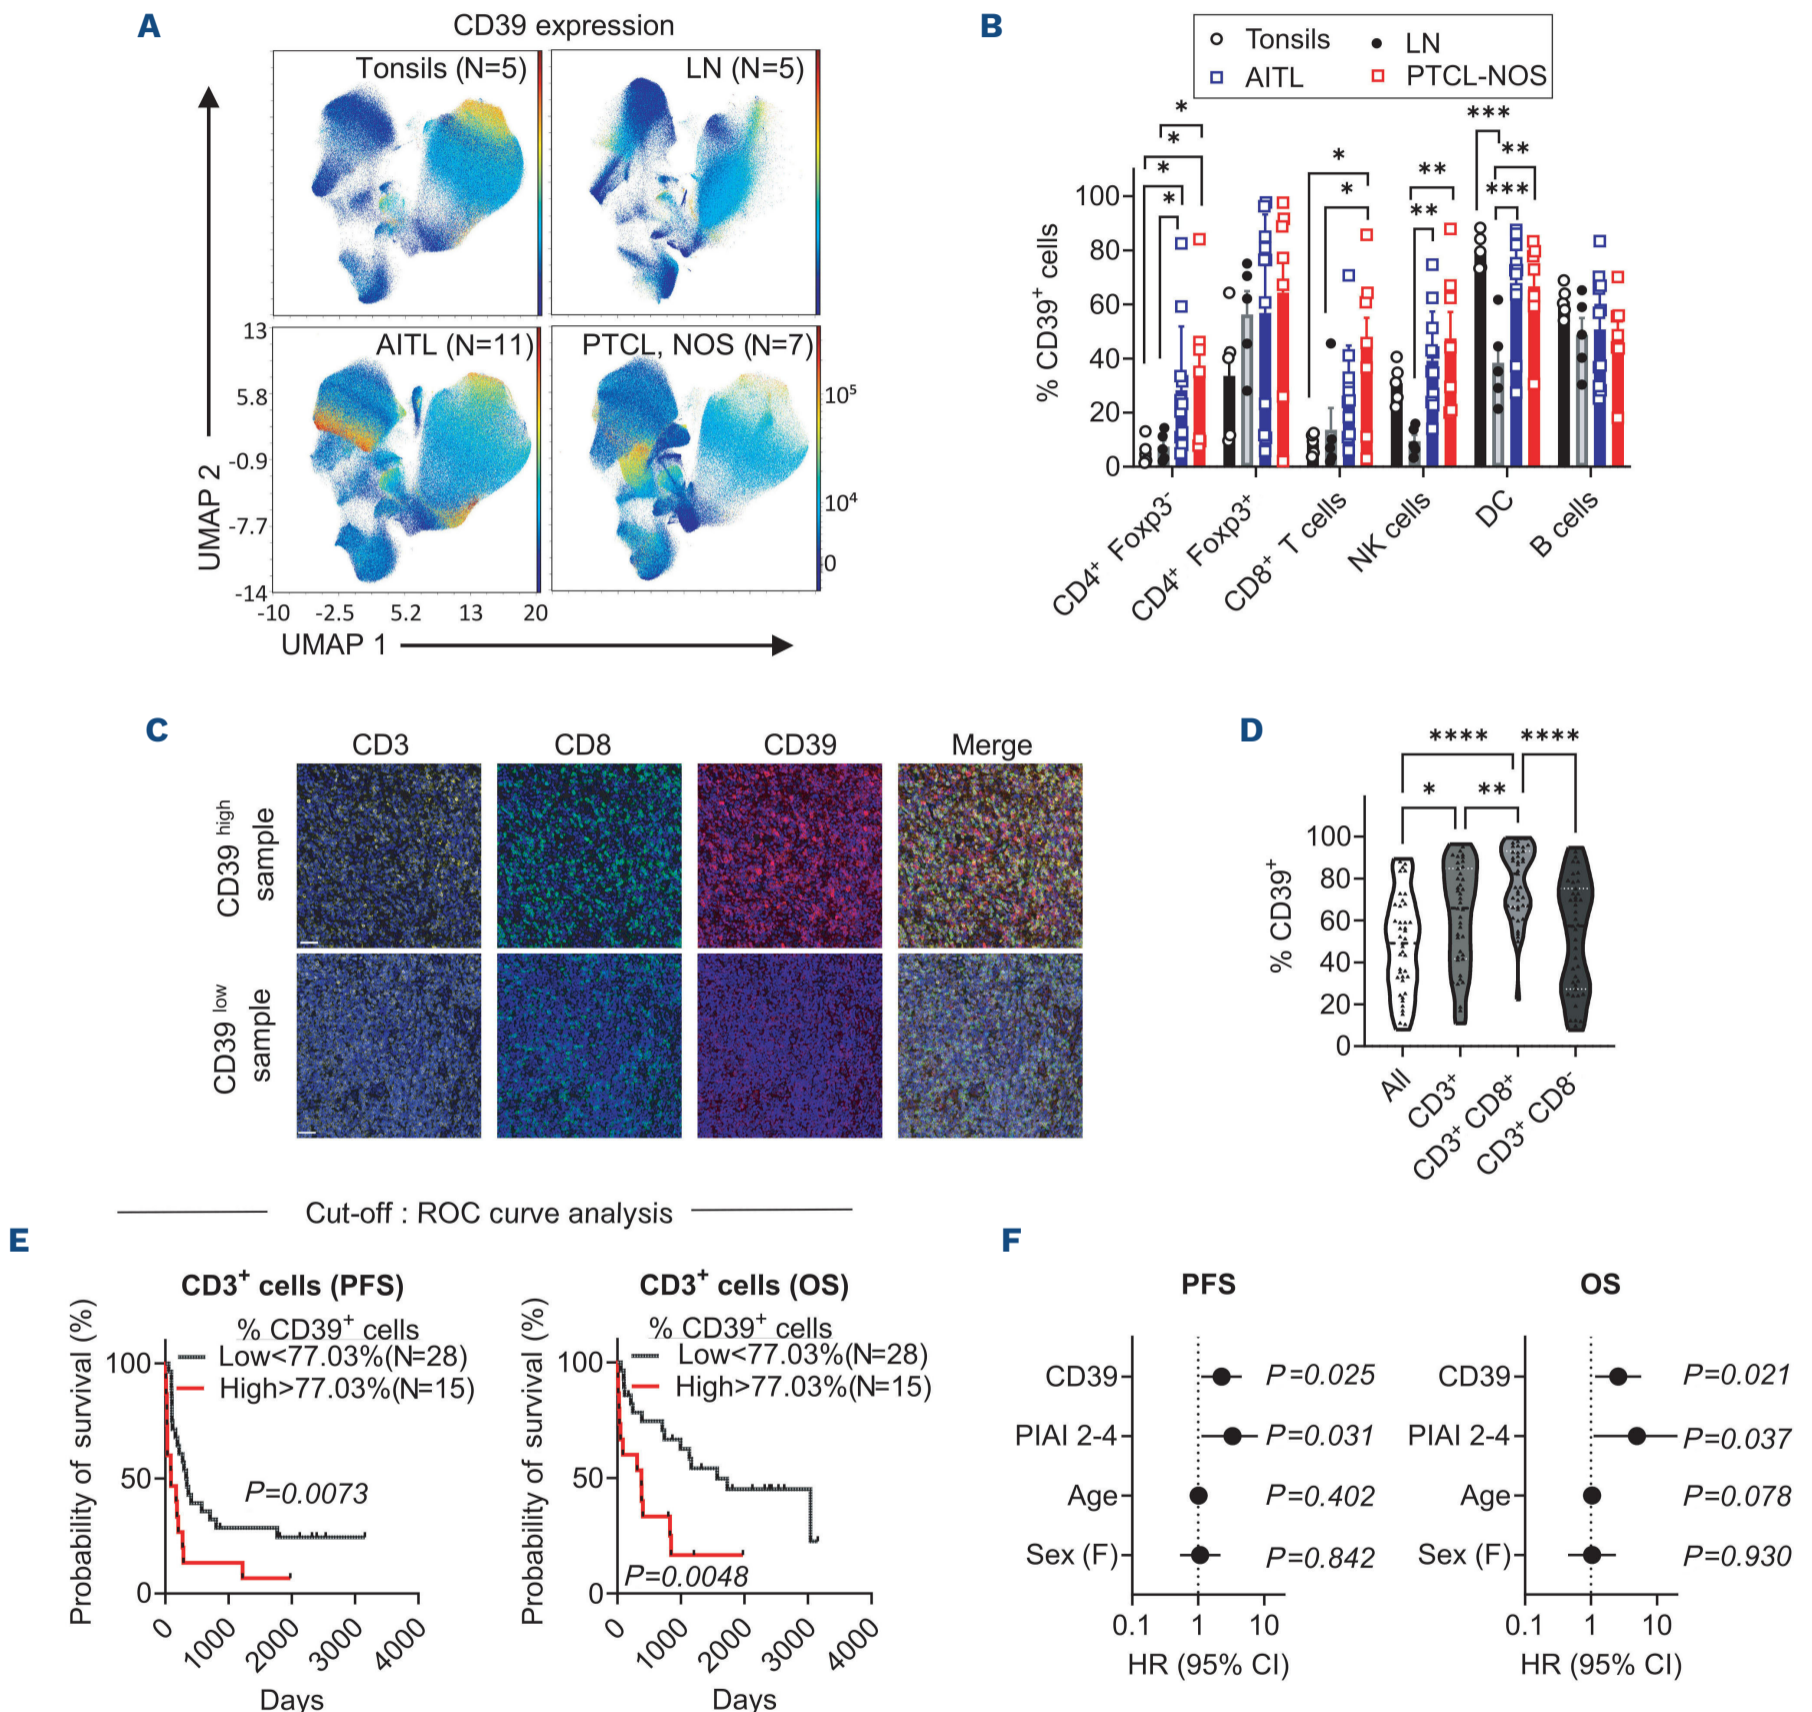 A
CD39 expression
Tonsils (N=5)
LN (N=5)
AITL (N=11)
PTCL, NOS (N=7)
13
5.8
-0.9
-7.7
-14
-10 -2.5 5.2 13 20
10⁵
10⁴
0
UMAP 2
UMAP 1
B
Tonsils LN
AITL PTCL-NOS
% CD39⁺ cells
100
80
60
40
20
0
* * * *
* *
** **
*** ** ***
CD4⁺ Foxp3⁻
CD4⁺ Foxp3⁺
CD8⁺ T cells
NK cells
DC
B cells
C
CD3 CD8 CD39 Merge
CD39 high
sample
CD39 low
sample
D
**** ****
* **
% CD39⁺
100
80
60
40
20
0
All
CD3⁺
CD3⁺ CD8⁺
CD3⁺ CD8⁻
Cut-off : ROC curve analysis
E
CD3⁺ cells (PFS)
% CD39⁺ cells
Low<77.03%(N=28)
High>77.03%(N=15)
P=0.0073
Probability of survival (%)
100
50
0
0 1000 2000 3000 4000
Days
CD3⁺ cells (OS)
% CD39⁺ cells
Low<77.03%(N=28)
High>77.03%(N=15)
P=0.0048
Probability of survival (%)
100
50
0
0 1000 2000 3000 4000
Days
F
PFS
CD39 P=0.025
PIAI 2-4 P=0.031
Age P=0.402
Sex (F) P=0.842
0.1 1 10
HR (95% CI)
OS
CD39 P=0.021
PIAI 2-4 P=0.037
Age P=0.078
Sex (F) P=0.930
0.1 1 10
HR (95% CI)